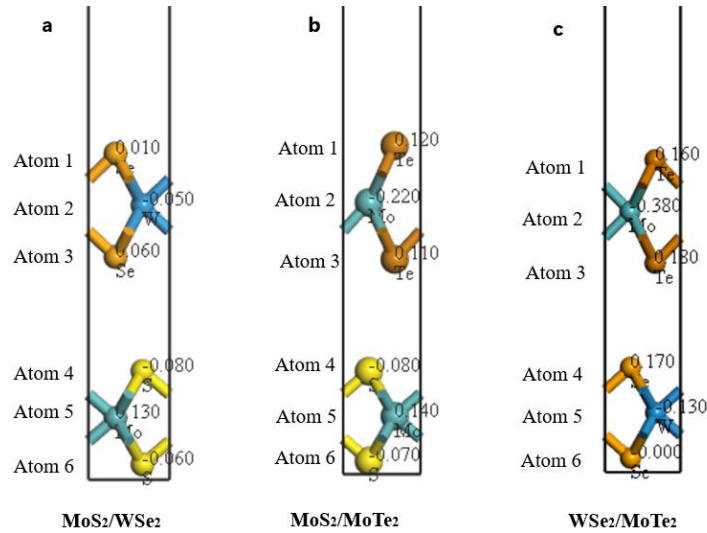 a
Atom 1
0.010
Se
Atom 2
-0.050
W
Atom 3
0.060
Se
Atom 4
-0.080
S
Atom 5
0.130
Mo
Atom 6
-0.060
S
MoS2/WSe2
b
Atom 1
0.120
Te
Atom 2
-0.220
Mo
Atom 3
0.110
Te
Atom 4
-0.080
S
Atom 5
0.140
Mo
Atom 6
-0.070
S
MoS2/MoTe2
c
Atom 1
0.160
Te
Atom 2
-0.380
Mo
Atom 3
0.180
Te
Atom 4
0.170
Se
Atom 5
-0.130
W
Atom 6
-0.000
Se
WSe2/MoTe2